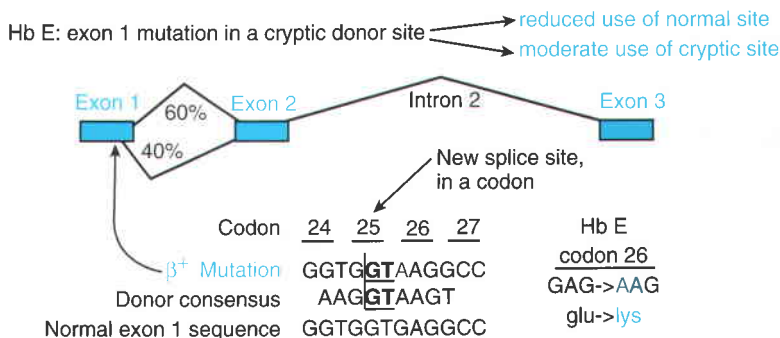 Hb E: exon 1 mutation in a cryptic donor site
reduced use of normal site
moderate use of cryptic site
Exon 1
60%
Exon 2
Intron 2
Exon 3
40%
New splice site,
in a codon
Codon 24 25 26 27
β+ Mutation GGTGGTAAGGCC
Donor consensus AAGGTAAGT
Normal exon 1 sequence GGTGGTGAGGCC
Hb E
codon 26
GAG->AAG
glu->lys